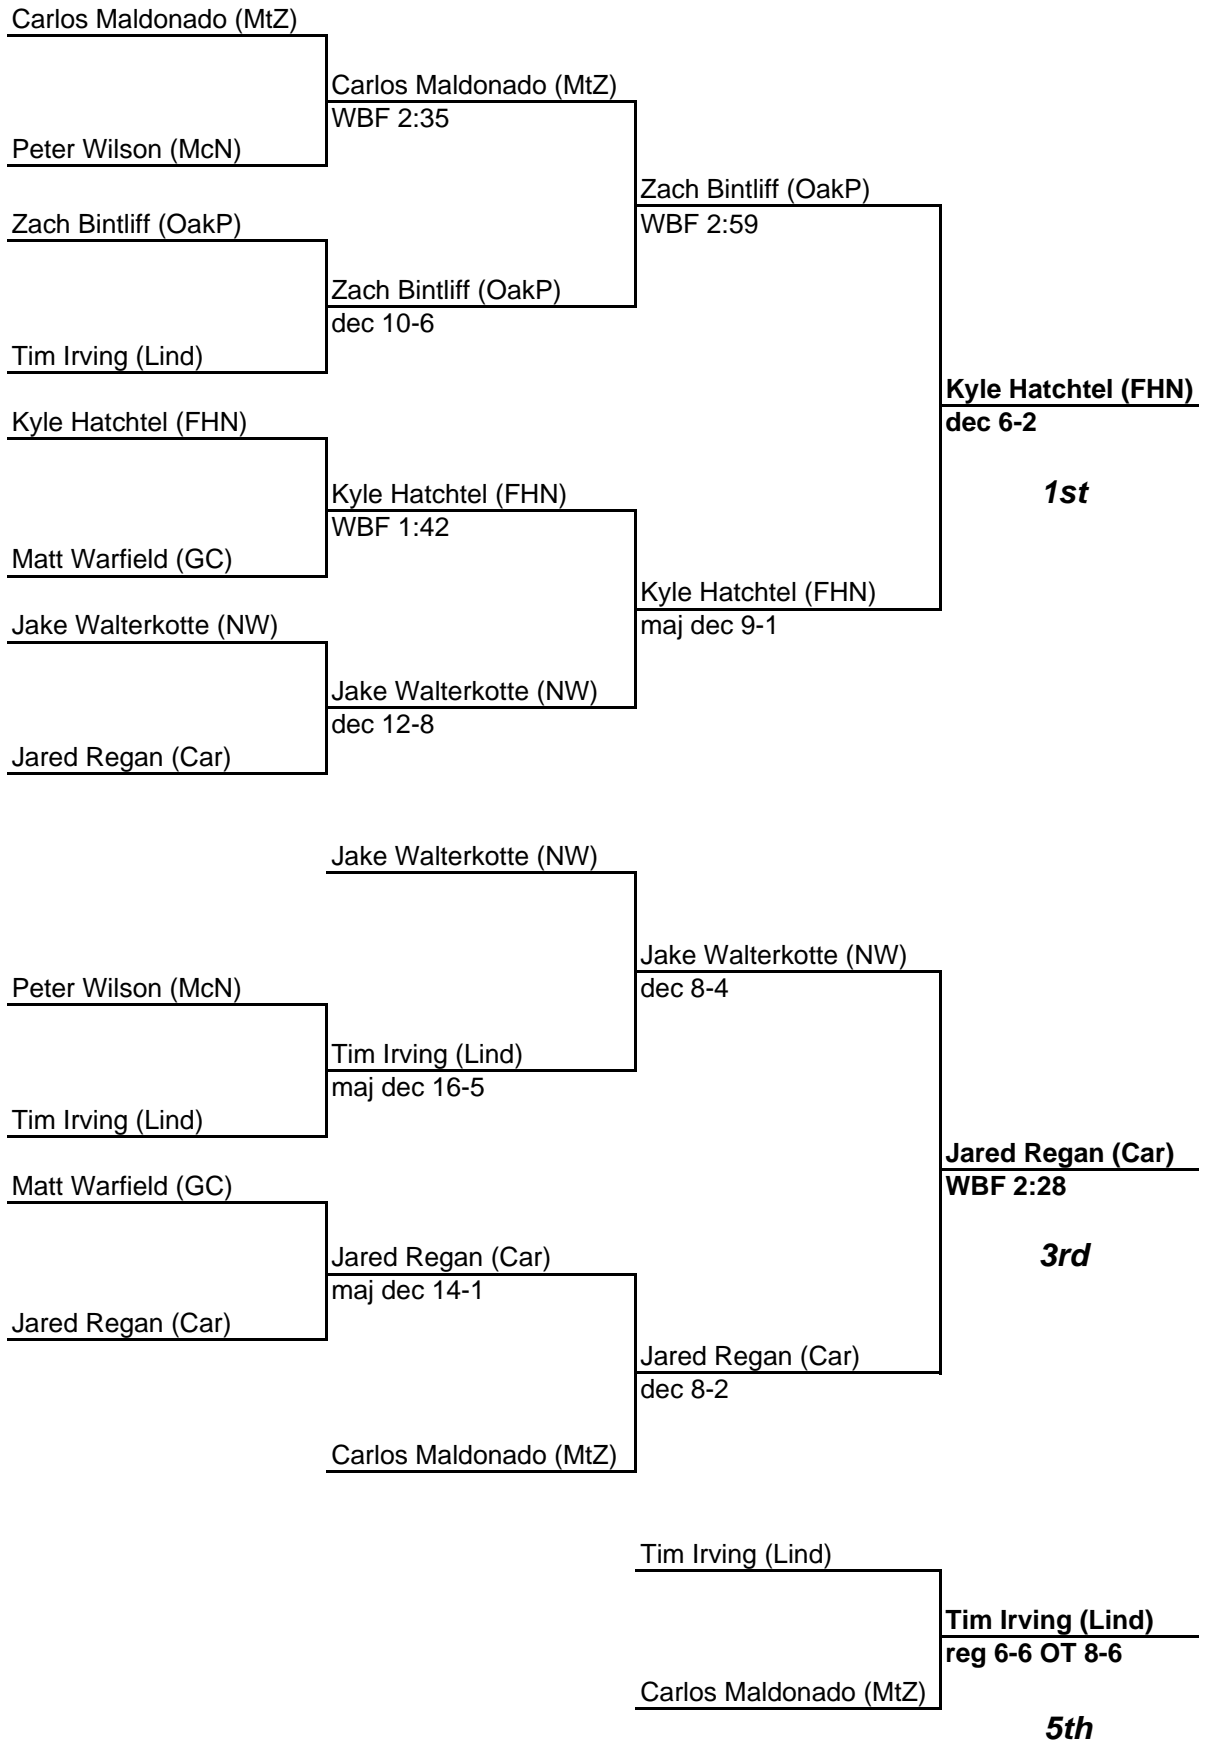 Carlos Maldonado (MtZ)
Carlos Maldonado (MtZ)
WBF 2:35
Peter Wilson (McN)
Zach Bintliff (OakP)
WBF 2:59
Zach Bintliff (OakP)
Zach Bintliff (OakP)
dec 10-6
Tim Irving (Lind)
Kyle Hatchtel (FHN)
dec 6-2
1st
Kyle Hatchtel (FHN)
Kyle Hatchtel (FHN)
WBF 1:42
Matt Warfield (GC)
Kyle Hatchtel (FHN)
maj dec 9-1
Jake Walterkotte (NW)
Jake Walterkotte (NW)
dec 12-8
Jared Regan (Car)
Jake Walterkotte (NW)
Jake Walterkotte (NW)
dec 8-4
Peter Wilson (McN)
Tim Irving (Lind)
maj dec 16-5
Tim Irving (Lind)
Jared Regan (Car)
WBF 2:28
3rd
Matt Warfield (GC)
Jared Regan (Car)
maj dec 14-1
Jared Regan (Car)
Jared Regan (Car)
dec 8-2
Carlos Maldonado (MtZ)
Tim Irving (Lind)
Tim Irving (Lind)
reg 6-6 OT 8-6
Carlos Maldonado (MtZ)
5th